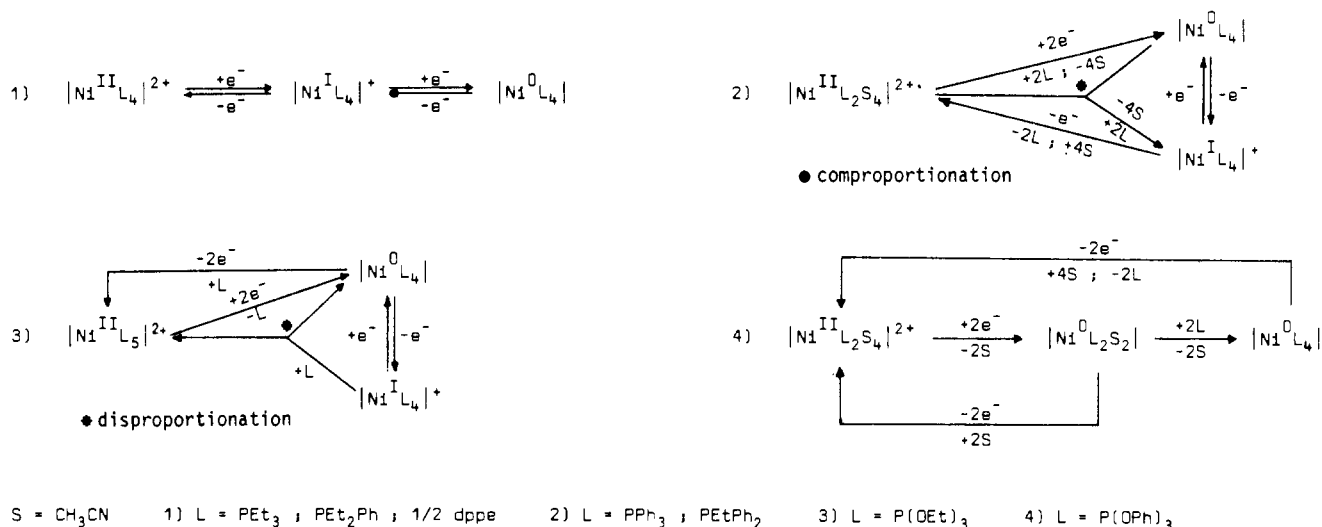 1) |Ni^II L4|^2+ +e⁻ -e⁻ |Ni^I L4|^+ +e⁻ -e⁻ |Ni^0 L4|
2) |Ni^II L2S4|^2+· +2e⁻ +2L ; -4S |Ni^0 L4|
+e⁻ -e⁻
-4S +2L
-e⁻ -2L ; +4S |Ni^I L4|^+
● comproportionation
3) |Ni^II L5|^2+ -2e⁻ +L |Ni^0 L4|
+2e⁻ -L
+e⁻ -e⁻
+L |Ni^I L4|^+
● disproportionation
4) |Ni^II L2S4|^2+ +2e⁻ -2S |Ni^0 L2S2| +2L -2S |Ni^0 L4|
-2e⁻
+4S ; -2L
-2e⁻
+2S
S = CH3CN 1) L = PEt3 ; PEt2Ph ; 1/2 dppe 2) L = PPh3 ; PEtPh2 3) L = P(OEt)3 4) L = P(OPh)3